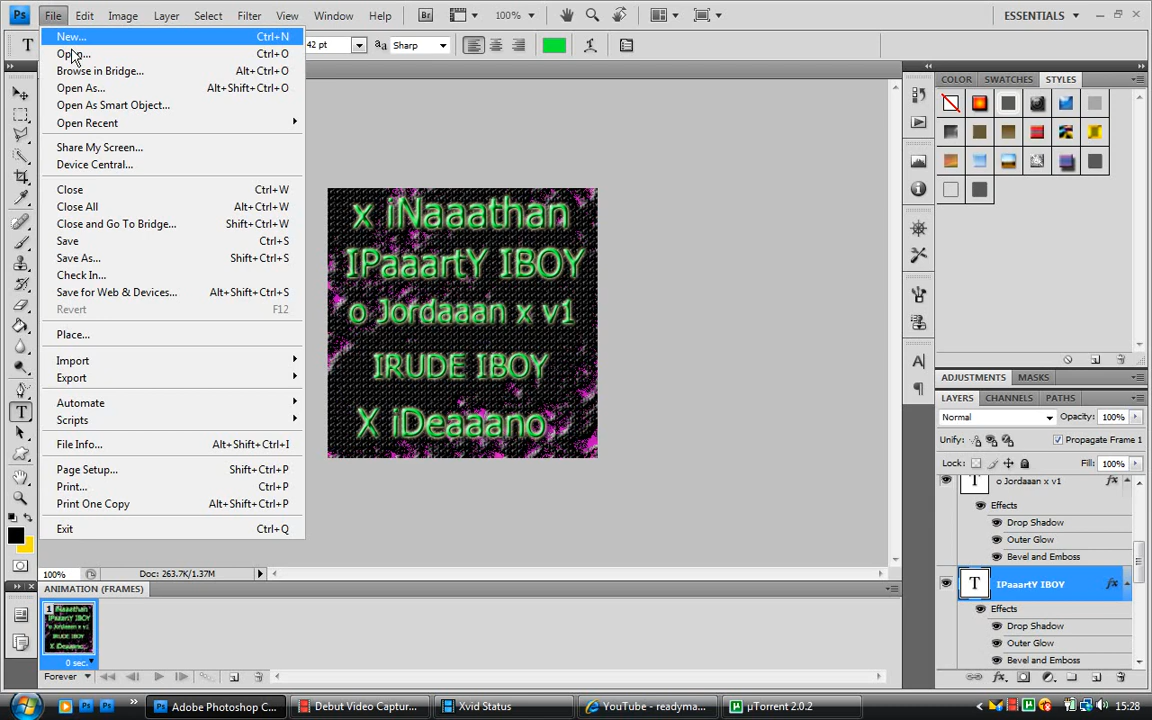 Ps File Edit Image Layer Select Filter View Window Help Br 100% ESSENTIALS
T 42 pt aa Sharp
New... Ctrl+N
Open... Ctrl+O
Browse in Bridge... Alt+Ctrl+O
Open As... Alt+Shift+Ctrl+O
Open As Smart Object...
Open Recent
Share My Screen...
Device Central...
Close Ctrl+W
Close All Alt+Ctrl+W
Close and Go To Bridge... Shift+Ctrl+W
Save Ctrl+S
Save As... Shift+Ctrl+S
Check In...
Save for Web & Devices... Alt+Shift+Ctrl+S
Revert F12
Place...
Import
Export
Automate
Scripts
File Info... Alt+Shift+Ctrl+I
Page Setup... Shift+Ctrl+P
Print... Ctrl+P
Print One Copy Alt+Shift+Ctrl+P
Exit Ctrl+Q
x iNaaathan
IPaaartY IBOY
o Jordaaan x v1
IRUDE IBOY
X iDeaaano
COLOR SWATCHES STYLES
ADJUSTMENTS MASKS
LAYERS CHANNELS PATHS
Normal Opacity: 100%
Unify: Propagate Frame 1
Lock: Fill: 100%
T o Jordaaan x v1 fx
Effects
Drop Shadow
Outer Glow
Bevel and Emboss
T IPaaartY IBOY fx
Effects
Drop Shadow
Outer Glow
Bevel and Emboss
100% Doc: 263.7K/1.37M
ANIMATION (FRAMES)
1
0 sec.
Forever
Adobe Photoshop C... Debut Video Captur... Xvid Status YouTube - readyma... µTorrent 2.0.2 15:28